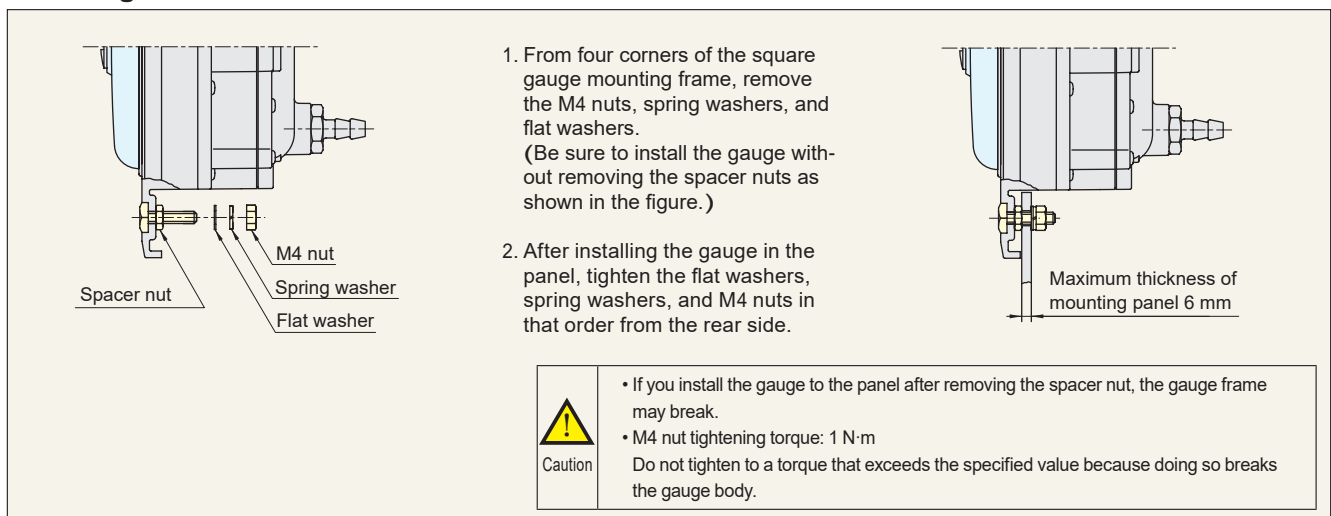 1. From four corners of the square
gauge mounting frame, remove
the M4 nuts, spring washers, and
flat washers.
(Be sure to install the gauge with-
out removing the spacer nuts as
shown in the figure.)
2. After installing the gauge in the
panel, tighten the flat washers,
spring washers, and M4 nuts in
that order from the rear side.
M4 nut
Spring washer
Flat washer
Spacer nut
Maximum thickness of
mounting panel 6 mm
Caution
• If you install the gauge to the panel after removing the spacer nut, the gauge frame
may break.
• M4 nut tightening torque: 1 N·m
Do not tighten to a torque that exceeds the specified value because doing so breaks
the gauge body.